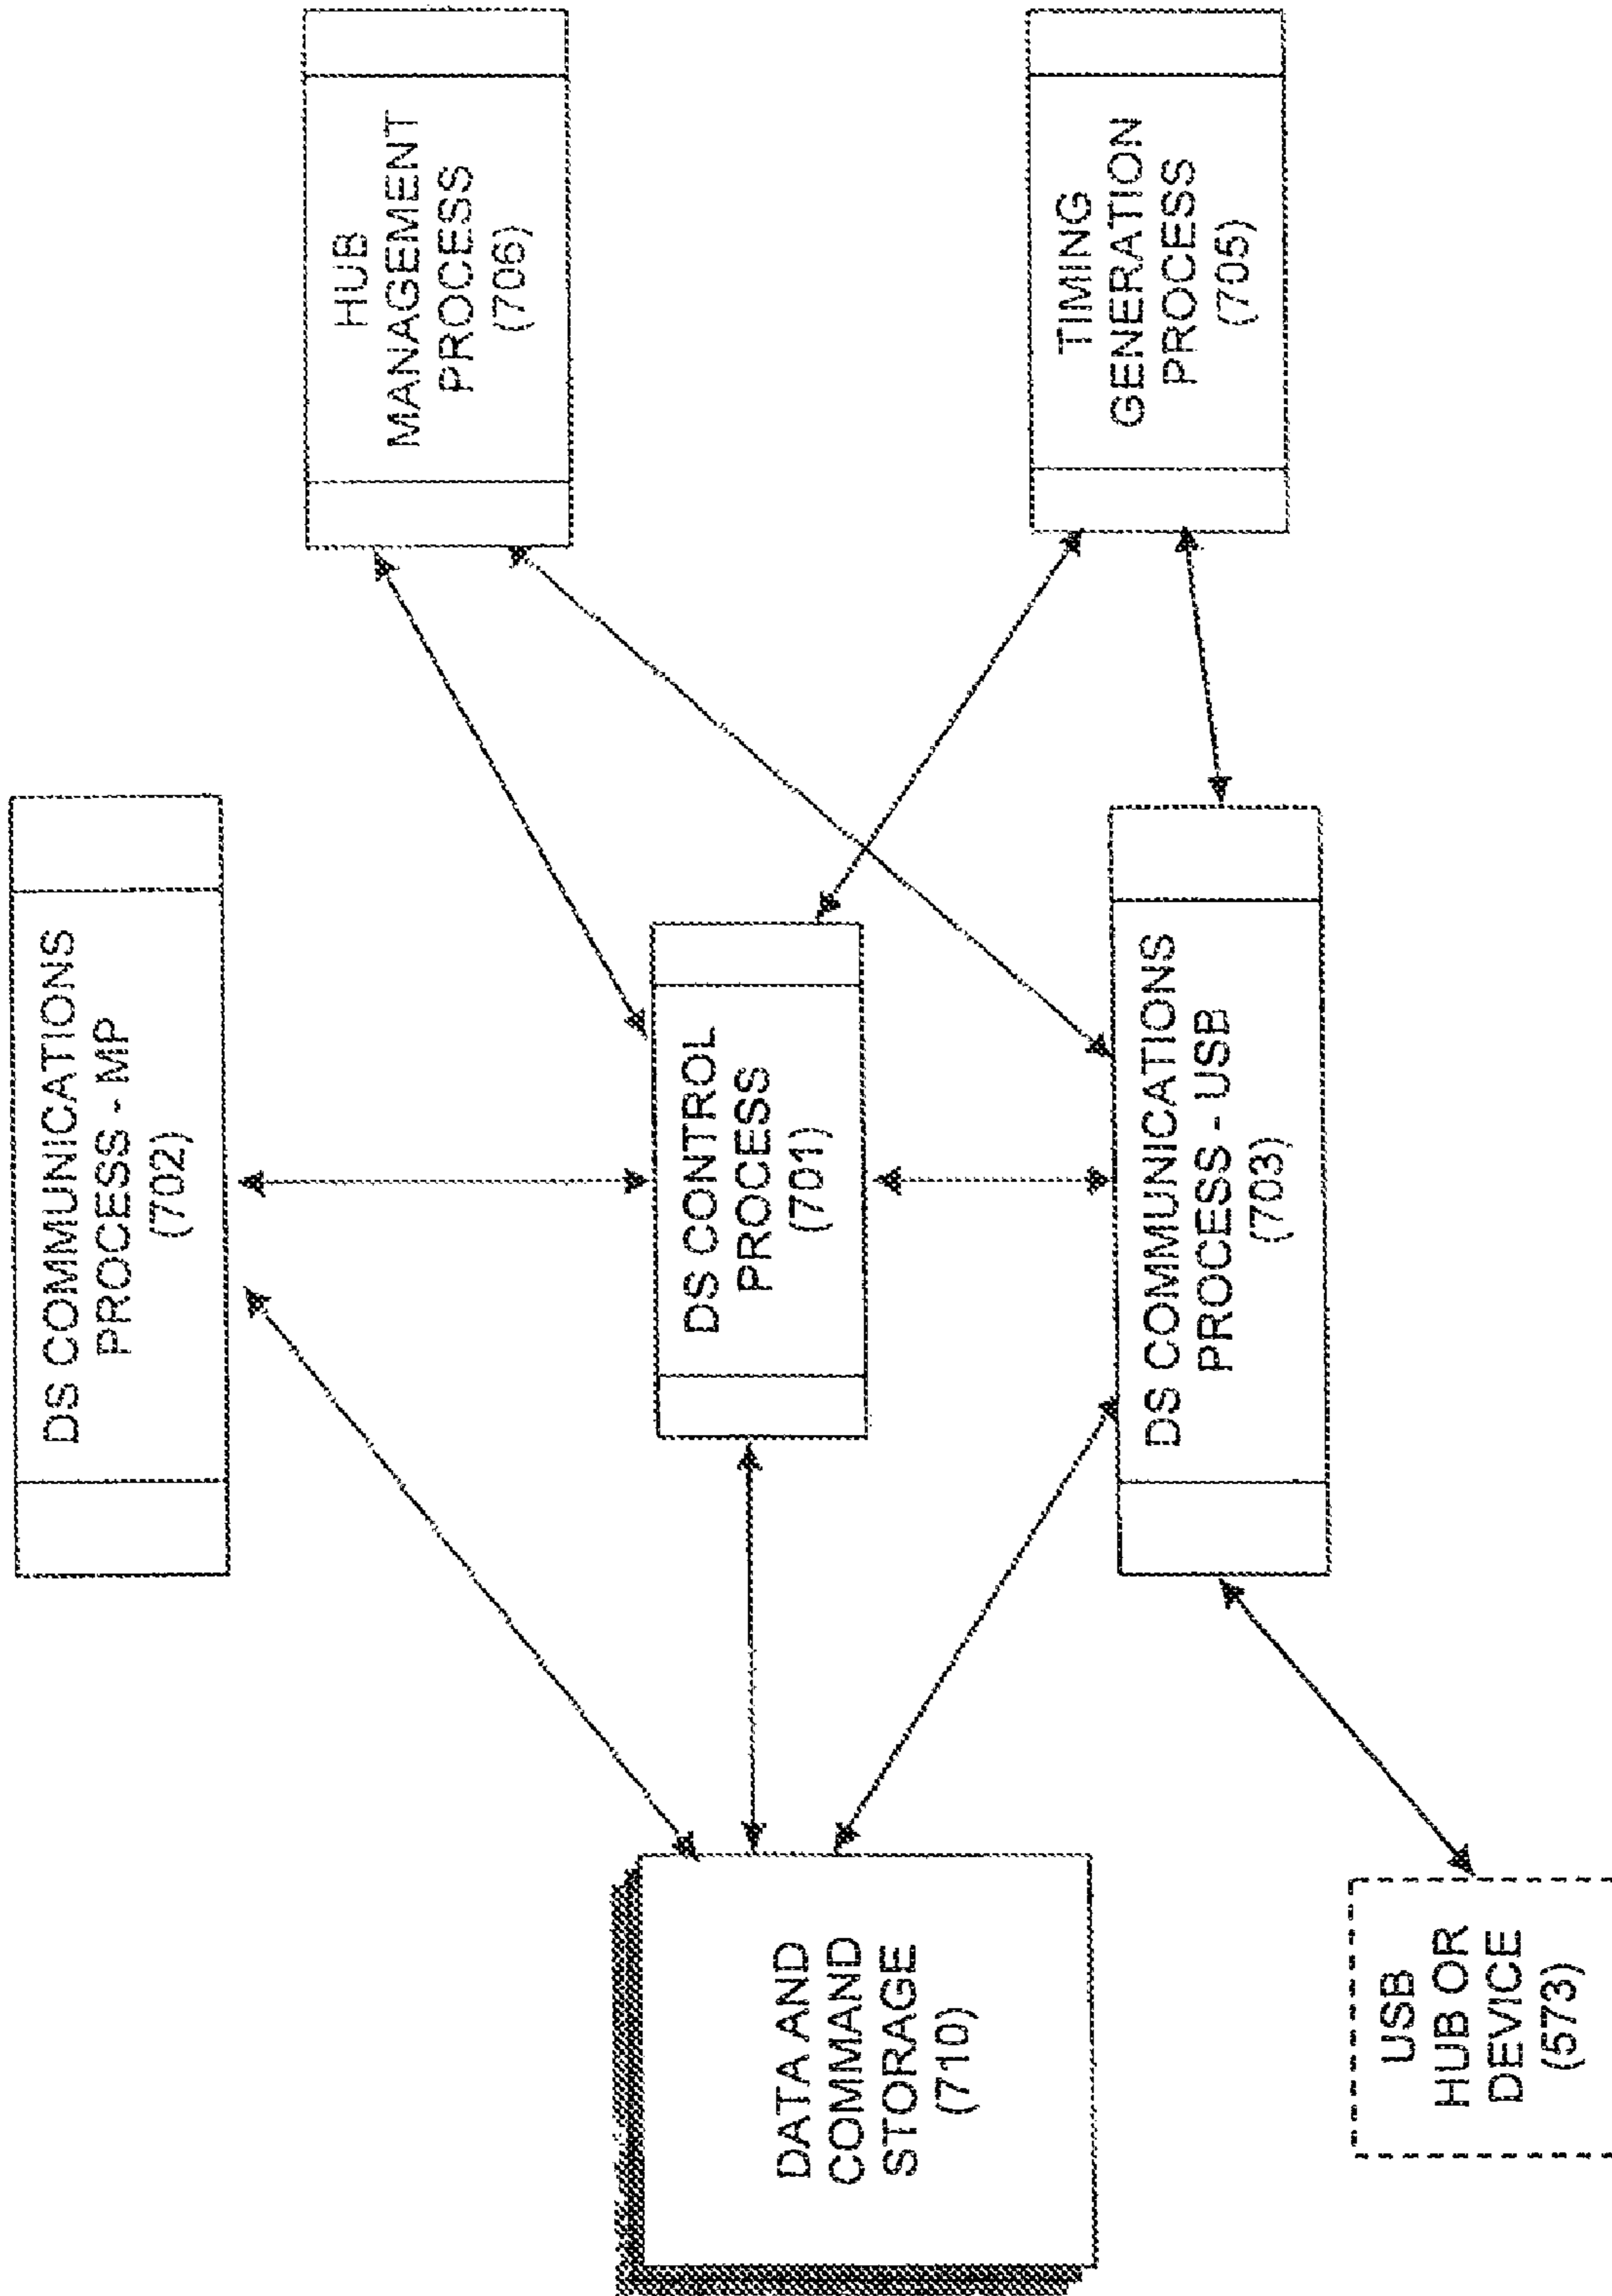 DS COMMUNICATIONS
PROCESS - MP
(702)
HUB
MANAGEMENT
PROCESS
(706)
DATA AND
COMMAND
STORAGE
(710)
DS CONTROL
PROCESS
(701)
TIMING
GENERATION
PROCESS
(705)
DS COMMUNICATIONS
PROCESS - USB
(703)
USB
HUB OR
DEVICE
(573)